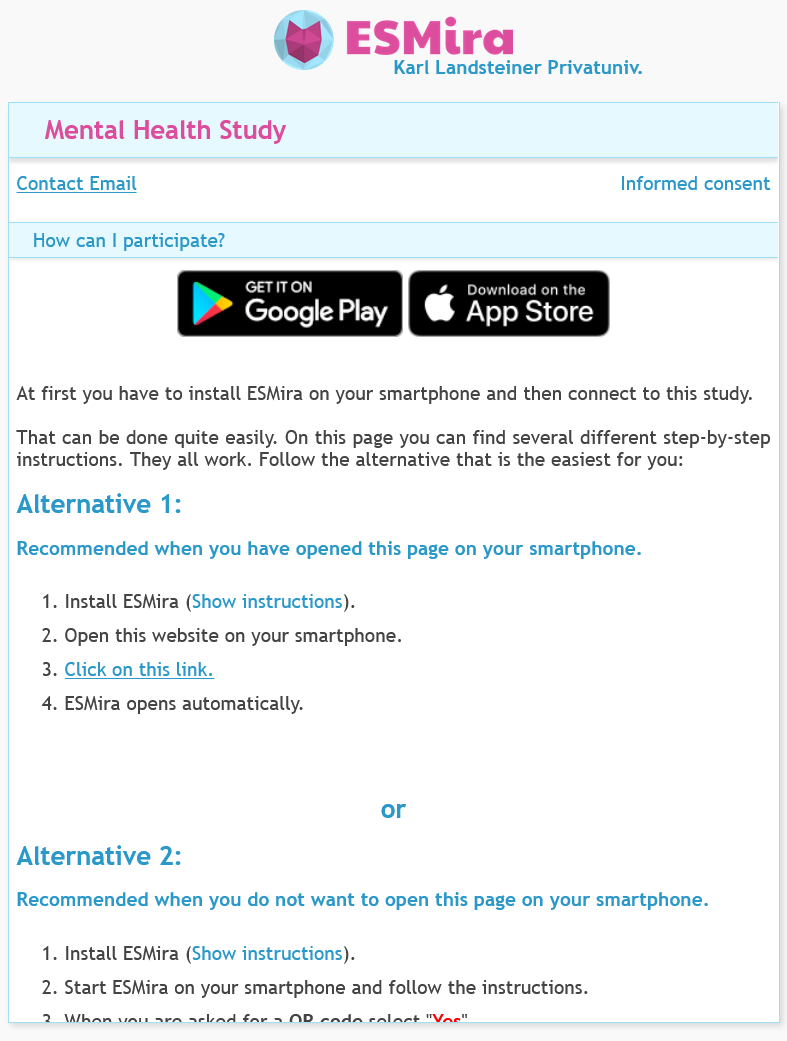 ESMira
Karl Landsteiner Privatuniv.
Mental Health Study
Contact Email
Informed consent
How can I participate?
GET IT ON
Google Play
Download on the
App Store
At first you have to install ESMira on your smartphone and then connect to this study.
That can be done quite easily. On this page you can find several different step-by-step
instructions. They all work. Follow the alternative that is the easiest for you:
Alternative 1:
Recommended when you have opened this page on your smartphone.
1. Install ESMira (Show instructions).
2. Open this website on your smartphone.
3. Click on this link.
4. ESMira opens automatically.
or
Alternative 2:
Recommended when you do not want to open this page on your smartphone.
1. Install ESMira (Show instructions).
2. Start ESMira on your smartphone and follow the instructions.
3. When you are asked for a QR code select "Yes"